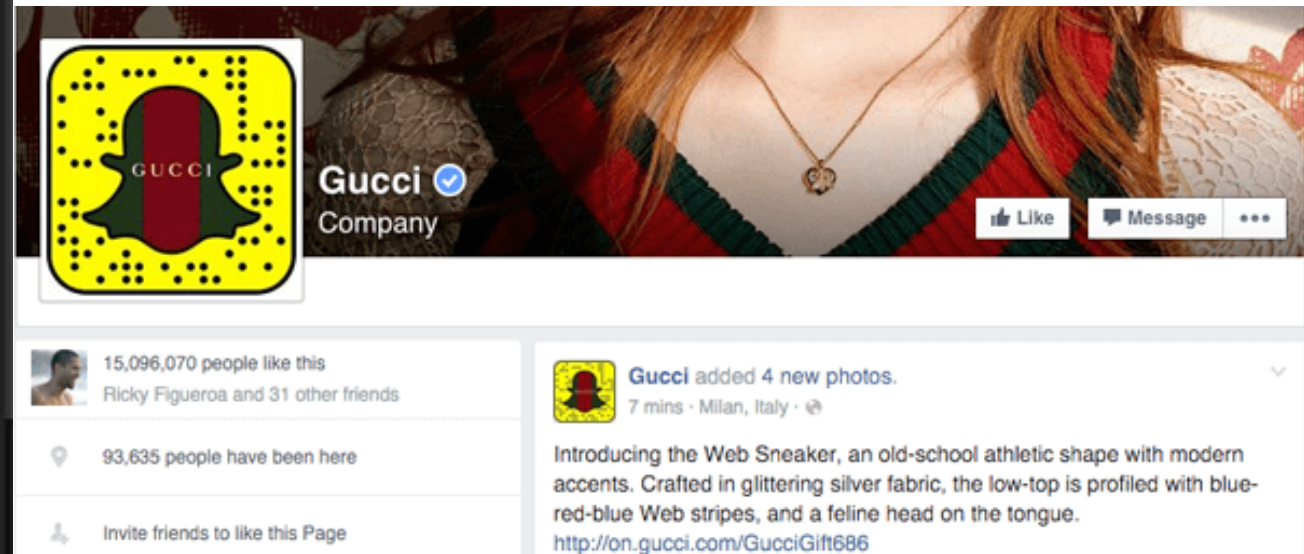 GUCCI
Gucci
Company
Like
Message
15,096,070 people like this
Ricky Figueroa and 31 other friends
93,635 people have been here
Invite friends to like this Page
Gucci added 4 new photos.
7 mins · Milan, Italy ·
Introducing the Web Sneaker, an old-school athletic shape with modern
accents. Crafted in glittering silver fabric, the low-top is profiled with blue-
red-blue Web stripes, and a feline head on the tongue.
http://on.gucci.com/GucciGift686